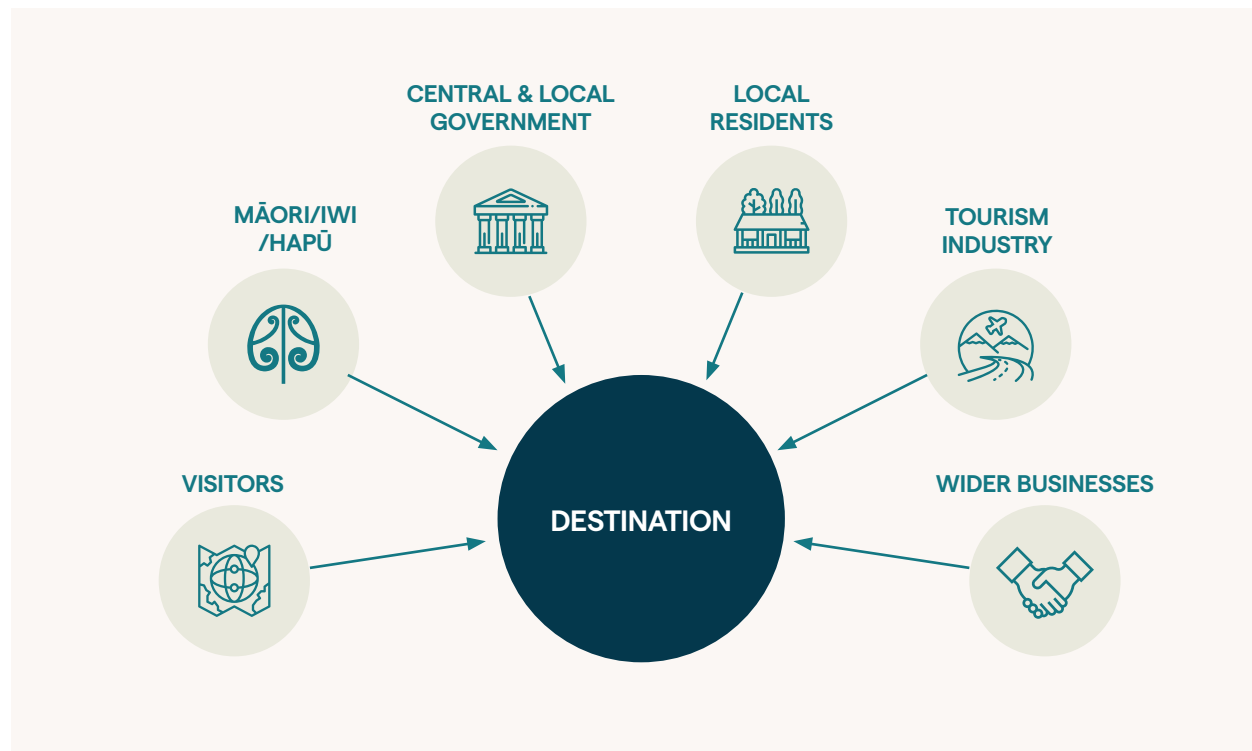 CENTRAL & LOCAL
GOVERNMENT
LOCAL
RESIDENTS
MĀORI/IWI
/HAPŪ
TOURISM
INDUSTRY
VISITORS
WIDER BUSINESSES
DESTINATION